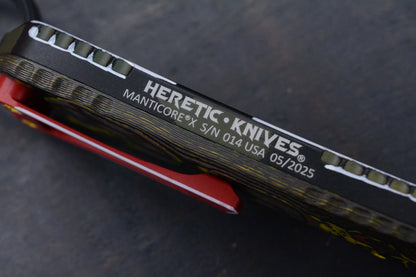 HERETIC • KNIVES®
MANTICORE®X S/N 014 USA 05/2025